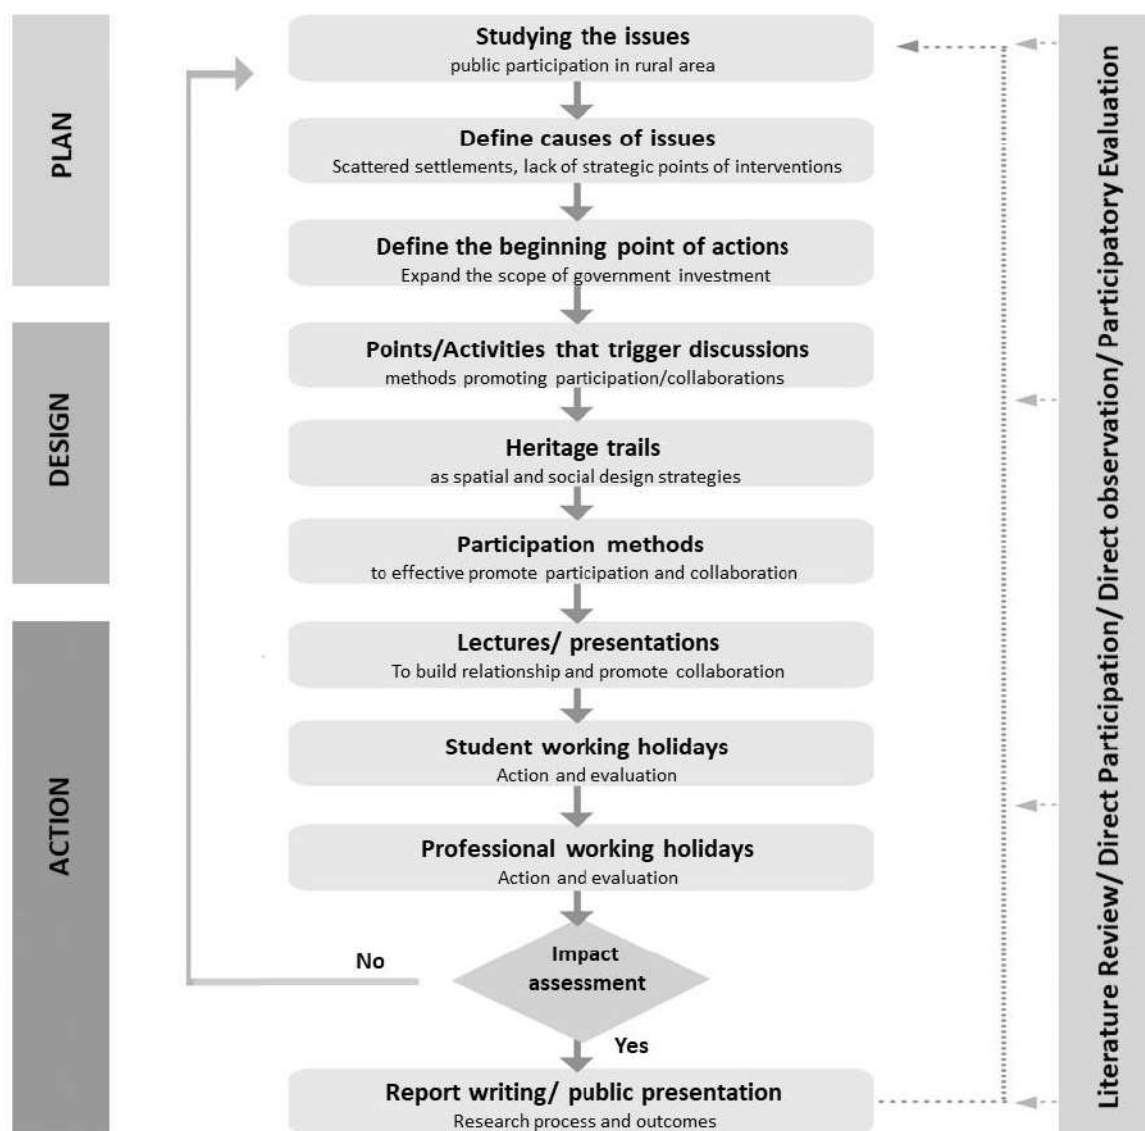 PLAN
Studying the issues
public participation in rural area
Define causes of issues
Scattered settlements, lack of strategic points of interventions
Define the beginning point of actions
Expand the scope of government investment
DESIGN
Points/Activities that trigger discussions
methods promoting participation/collaborations
Heritage trails
as spatial and social design strategies
Participation methods
to effective promote participation and collaboration
ACTION
Lectures/ presentations
To build relationship and promote collaboration
Student working holidays
Action and evaluation
Professional working holidays
Action and evaluation
Impact
assessment
No
Yes
Report writing/ public presentation
Research process and outcomes
Literature Review/ Direct Participation/ Direct observation/ Participatory Evaluation